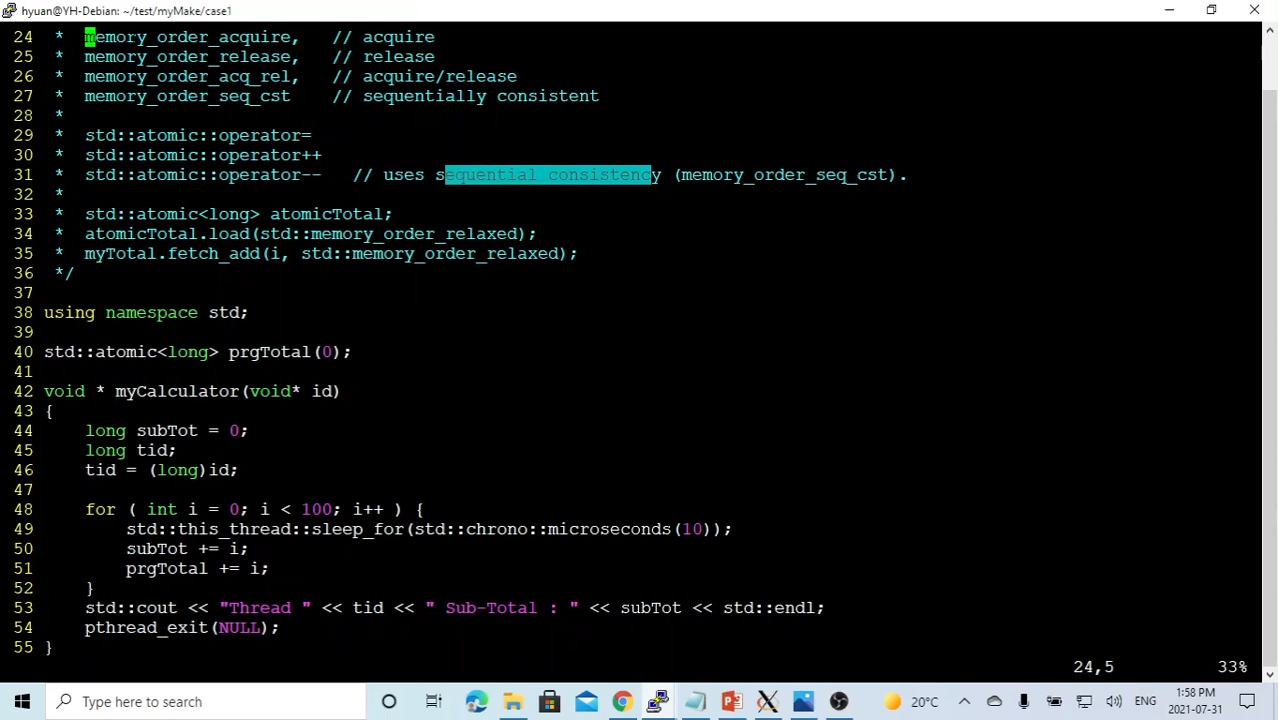 hyuan@YH-Debian: ~/test/myMake/case1
24 * memory_order_acquire, // acquire
25 * memory_order_release, // release
26 * memory_order_acq_rel, // acquire/release
27 * memory_order_seq_cst // sequentially consistent
28 *
29 * std::atomic::operator=
30 * std::atomic::operator++
31 * std::atomic::operator-- // uses sequential consistency (memory_order_seq_cst).
32 *
33 * std::atomic<long> atomicTotal;
34 * atomicTotal.load(std::memory_order_relaxed);
35 * myTotal.fetch_add(i, std::memory_order_relaxed);
36 */
37
38 using namespace std;
39
40 std::atomic<long> prgTotal(0);
41
42 void * myCalculator(void* id)
43 {
44 long subTot = 0;
45 long tid;
46 tid = (long)id;
47
48 for ( int i = 0; i < 100; i++ ) {
49 std::this_thread::sleep_for(std::chrono::microseconds(10));
50 subTot += i;
51 prgTotal += i;
52 }
53 std::cout << "Thread " << tid << " Sub-Total : " << subTot << std::endl;
54 pthread_exit(NULL);
55 }
24,5 33%
Type here to search
20°C
ENG
1:58 PM
2021-07-31